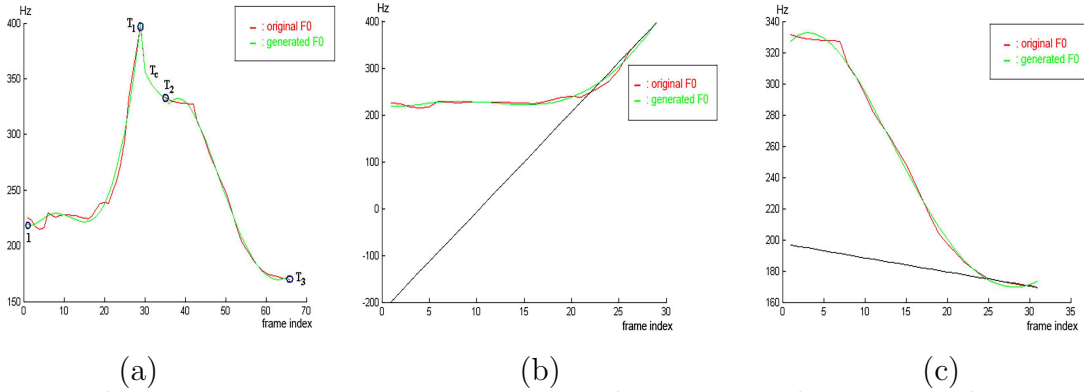 Hz
400
350
300
250
200
150
0
10
20
30
40
50
60
70
frame index
T1
Tc
T2
T3
1
— : original F0
— : generated F0
(a)
Hz
400
300
200
100
0
-100
-200
0
5
10
15
20
25
30
frame index
— : original F0
— : generated F0
(b)
Hz
340
320
300
280
260
240
220
200
180
160
0
5
10
15
20
25
30
35
frame index
— : original F0
— : generated F0
(c)